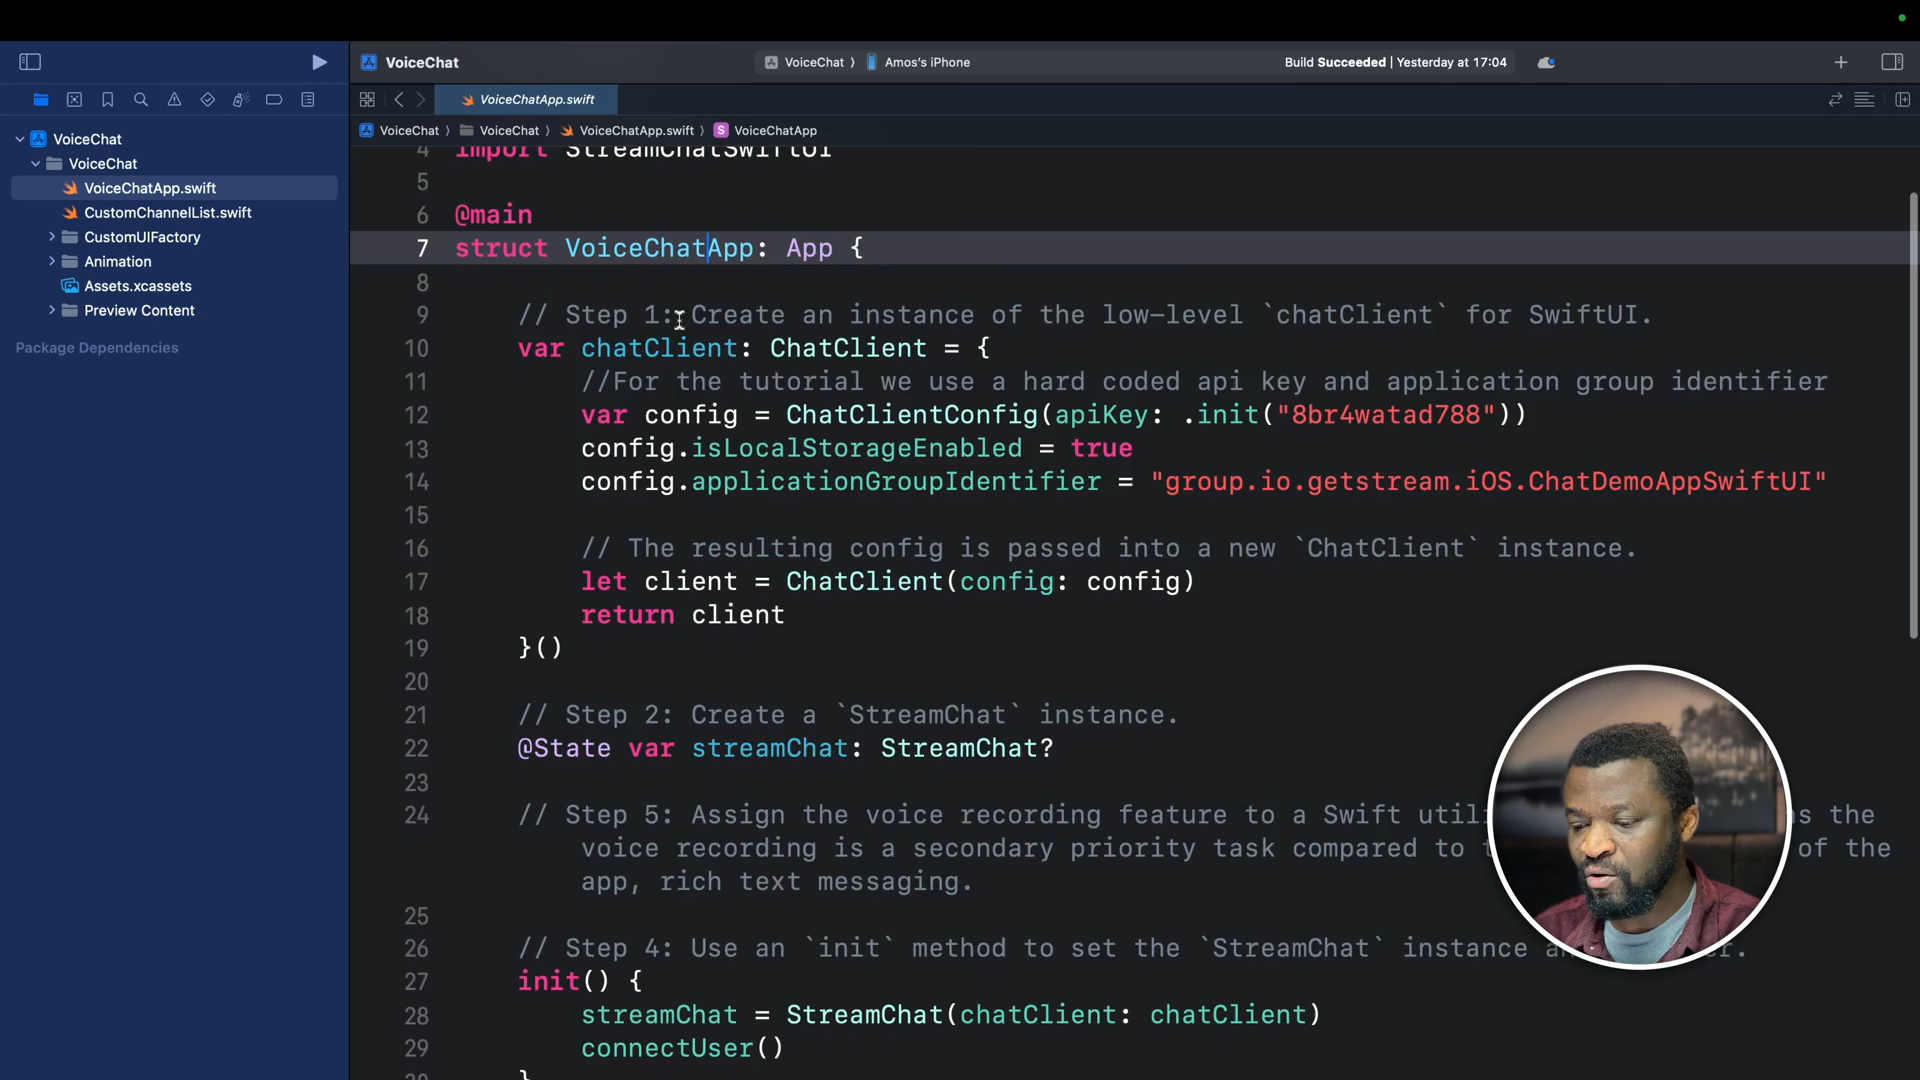 VoiceChat
VoiceChat 〉 Amos's iPhone
Build Succeeded | Yesterday at 17:04
VoiceChatApp.swift
VoiceChat 〉 VoiceChat 〉 VoiceChatApp.swift 〉 S VoiceChatApp
VoiceChat
VoiceChat
VoiceChatApp.swift
CustomChannelList.swift
CustomUIFactory
Animation
Assets.xcassets
Preview Content
Package Dependencies
4 import StreamChatSwiftUI
5
6 @main
7 struct VoiceChatApp: App {
8
9 // Step 1: Create an instance of the low-level `chatClient` for SwiftUI.
10 var chatClient: ChatClient = {
11 //For the tutorial we use a hard coded api key and application group identifier
12 var config = ChatClientConfig(apiKey: .init("8br4watad788"))
13 config.isLocalStorageEnabled = true
14 config.applicationGroupIdentifier = "group.io.getstream.iOS.ChatDemoAppSwiftUI"
15
16 // The resulting config is passed into a new `ChatClient` instance.
17 let client = ChatClient(config: config)
18 return client
19 }()
20
21 // Step 2: Create a `StreamChat` instance.
22 @State var streamChat: StreamChat?
23
24 // Step 5: Assign the voice recording feature to a Swift the
voice recording is a secondary priority task compared to of the
app, rich text messaging.
25
26 // Step 4: Use an `init` method to set the `StreamChat` instance
27 init() {
28 streamChat = StreamChat(chatClient: chatClient)
29 connectUser()
}